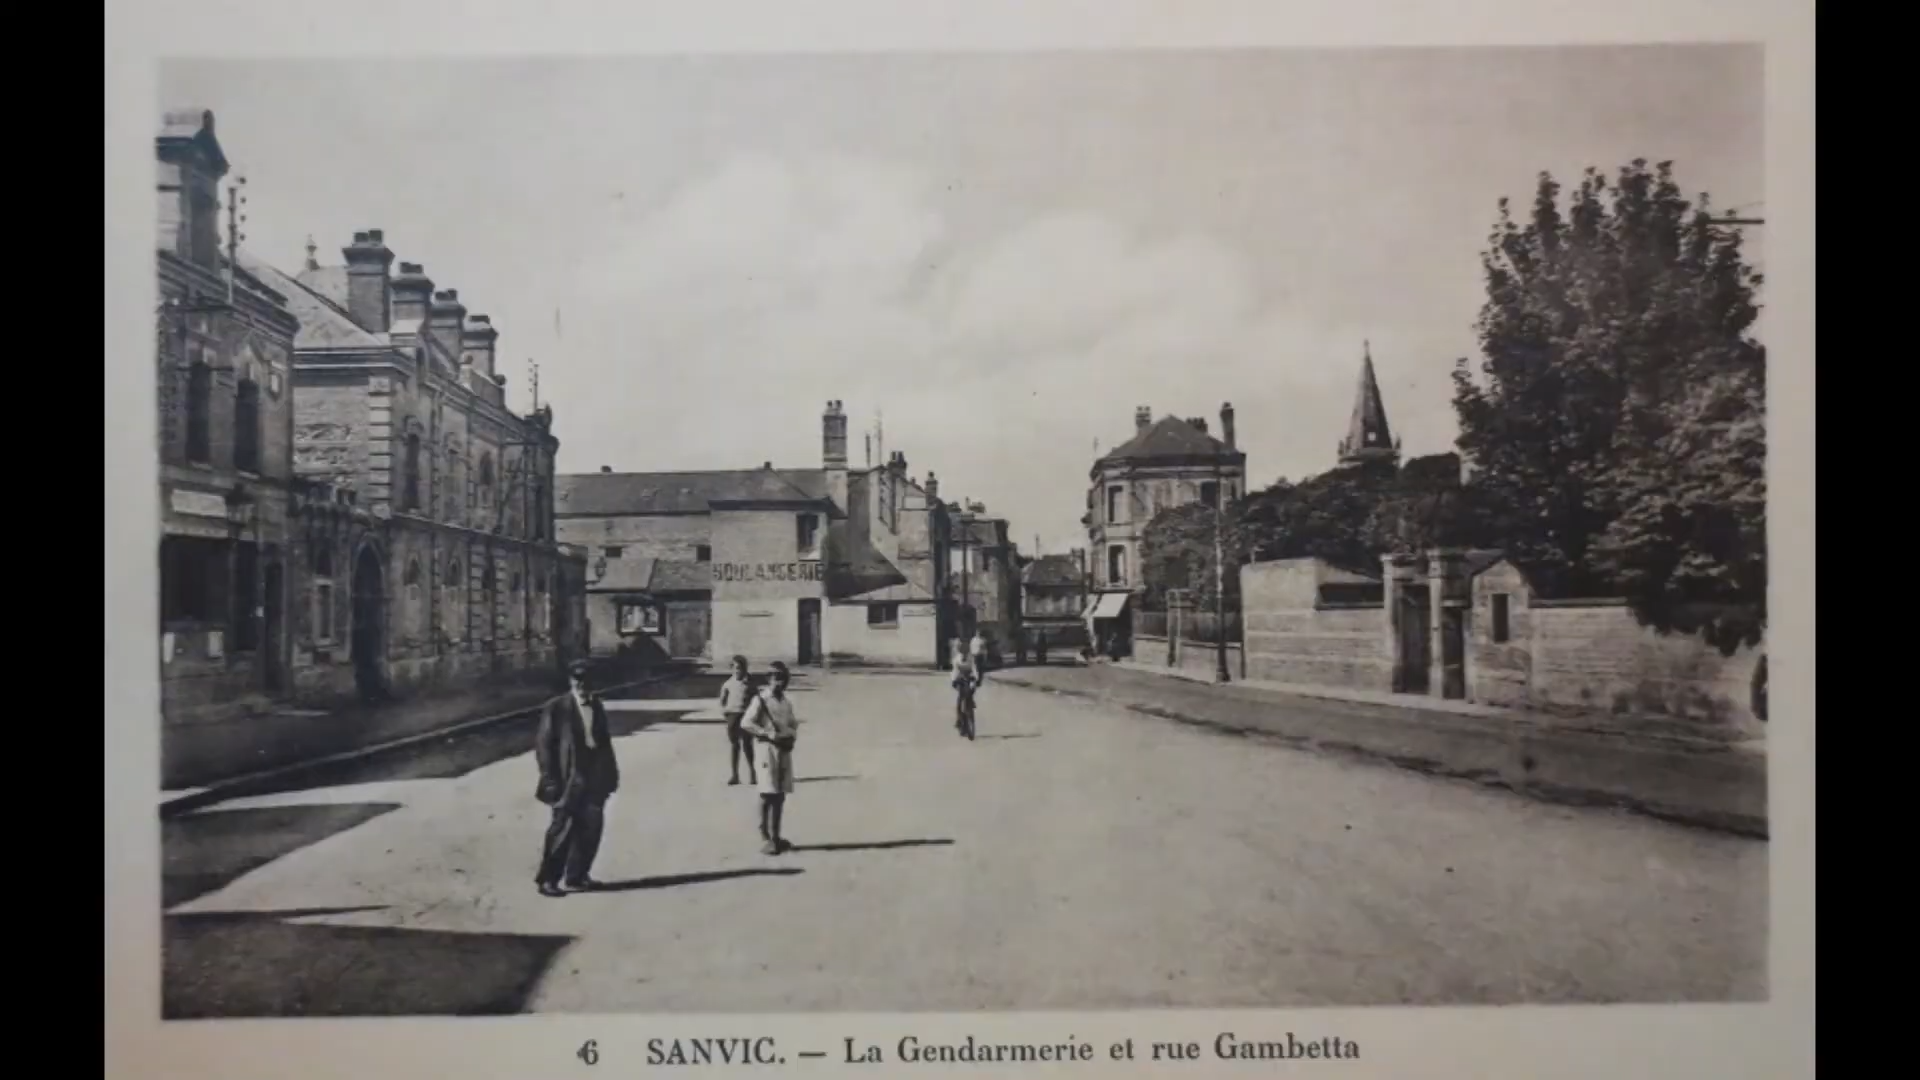 BOULANGERIE
6 SANVIC. — La Gendarmerie et rue Gambetta